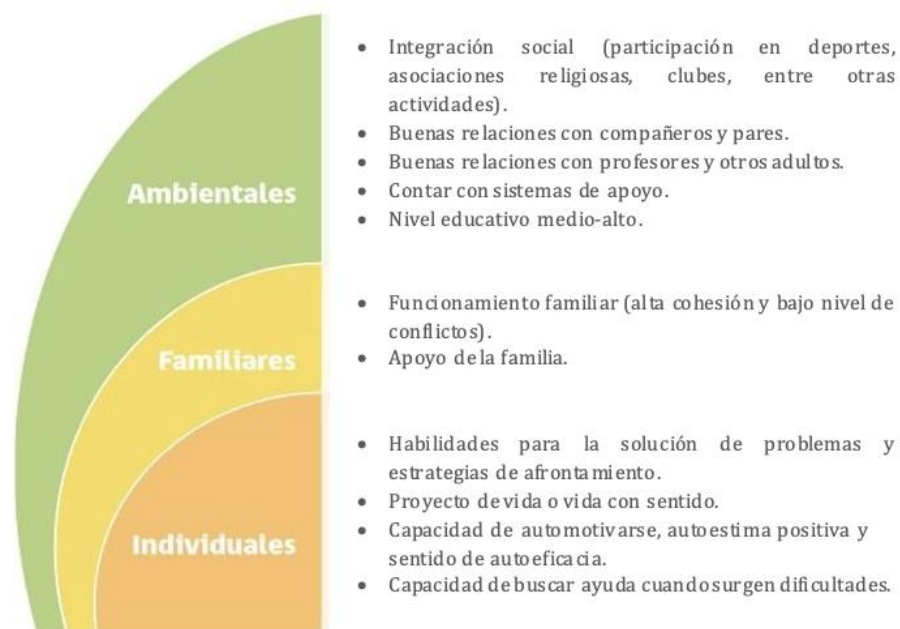 Ambientales
• Integración social (participación en deportes,
asociaciones religiosas, clubes, entre otras
actividades).
• Buenas relaciones con compañeros y pares.
• Buenas relaciones con profesores y otros adultos.
• Contar con sistemas de apoyo.
• Nivel educativo medio-alto.
Familiares
• Funcionamiento familiar (alta cohesión y bajo nivel de
conflictos).
• Apoyo de la familia.
Individuales
• Habilidades para la solución de problemas y
estrategias de afrontamiento.
• Proyecto de vida o vida con sentido.
• Capacidad de automotivarse, autoestima positiva y
sentido de autoeficacia.
• Capacidad de buscar ayuda cuando surgen dificultades.